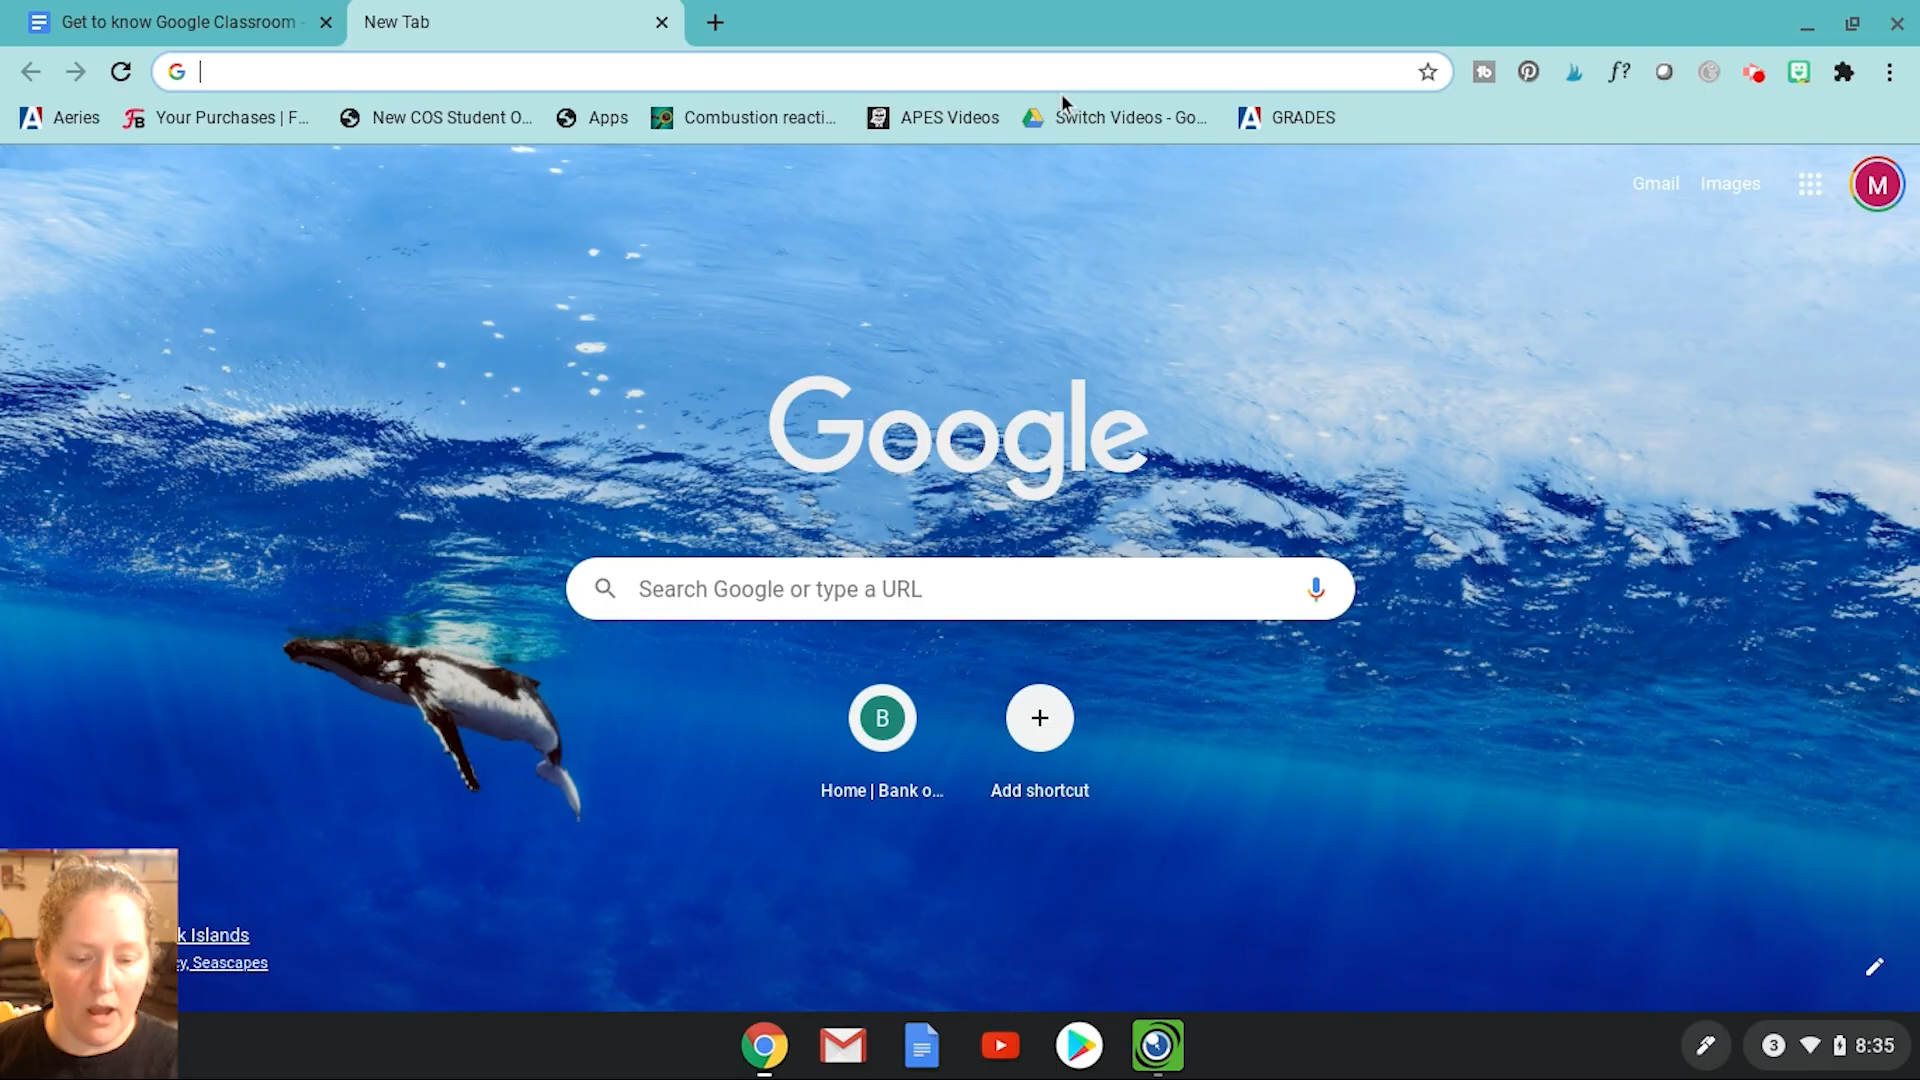 Get to know Google Classroom -
New Tab
Aeries
Your Purchases | F...
New COS Student O...
Apps
Combustion reacti...
APES Videos
Switch Videos - Go...
GRADES
Gmail
Images
M
Google
Search Google or type a URL
B
Home | Bank o...
Add shortcut
k Islands
cy, Seascapes
3
8:35